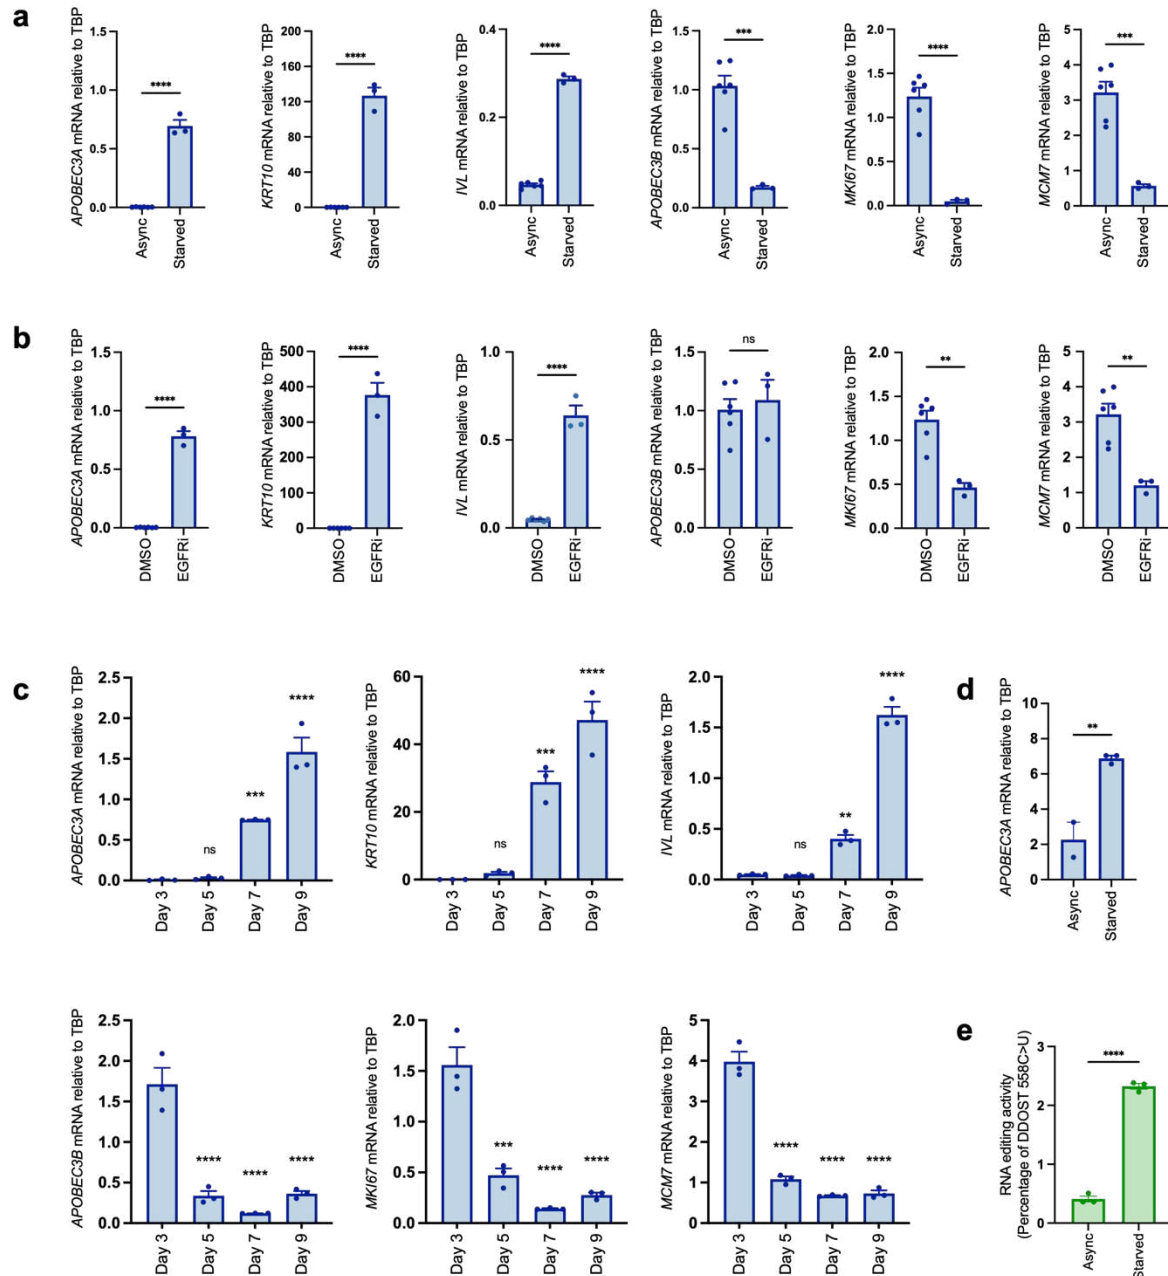 a
APOBEC3A mRNA relative to TBP
1.5
1.0
0.5
0.0
****
Async
Starved
KRT10 mRNA relative to TBP
200
160
120
80
40
0
****
Async
Starved
IVL mRNA relative to TBP
0.4
0.2
0.0
****
Async
Starved
APOBEC3B mRNA relative to TBP
1.5
1.0
0.5
0.0
***
Async
Starved
MKI67 mRNA relative to TBP
2.0
1.5
1.0
0.5
0.0
****
Async
Starved
MCM7 mRNA relative to TBP
5
4
3
2
1
0
***
Async
Starved
b
APOBEC3A mRNA relative to TBP
1.5
1.0
0.5
0.0
****
DMSO
EGFRi
KRT10 mRNA relative to TBP
500
400
300
200
100
0
****
DMSO
EGFRi
IVL mRNA relative to TBP
1.0
0.5
0.0
****
DMSO
EGFRi
APOBEC3B mRNA relative to TBP
1.5
1.0
0.5
0.0
ns
DMSO
EGFRi
MKI67 mRNA relative to TBP
2.0
1.5
1.0
0.5
0.0
**
DMSO
EGFRi
MCM7 mRNA relative to TBP
5
4
3
2
1
0
**
DMSO
EGFRi
c
APOBEC3A mRNA relative to TBP
2.5
2.0
1.5
1.0
0.5
0.0
ns
***
****
Day 3
Day 5
Day 7
Day 9
KRT10 mRNA relative to TBP
60
40
20
0
ns
***
****
Day 3
Day 5
Day 7
Day 9
IVL mRNA relative to TBP
2.0
1.5
1.0
0.5
0.0
ns
**
****
Day 3
Day 5
Day 7
Day 9
d
APOBEC3A mRNA relative to TBP
10
8
6
4
2
0
**
Async
Starved
APOBEC3B mRNA relative to TBP
2.5
2.0
1.5
1.0
0.5
0.0
****
****
****
Day 3
Day 5
Day 7
Day 9
MKI67 mRNA relative to TBP
2.0
1.5
1.0
0.5
0.0
***
****
****
Day 3
Day 5
Day 7
Day 9
MCM7 mRNA relative to TBP
5
4
3
2
1
0
****
****
****
Day 3
Day 5
Day 7
Day 9
e
RNA editing activity
(Percentage of DDOST 558C>U)
3
2
1
0
****
Async
Starved